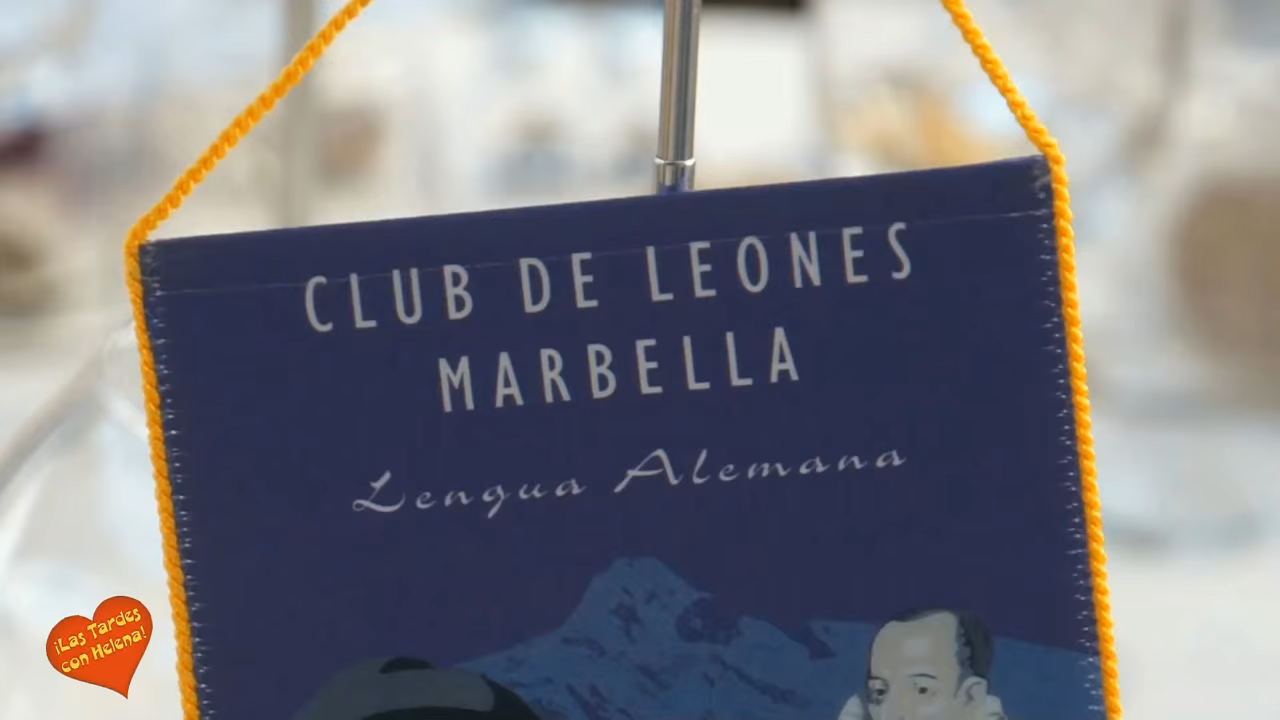 CLUB DE LEONES
MARBELLA
Lengua Alemana
¡Las Tardes
con Helena!